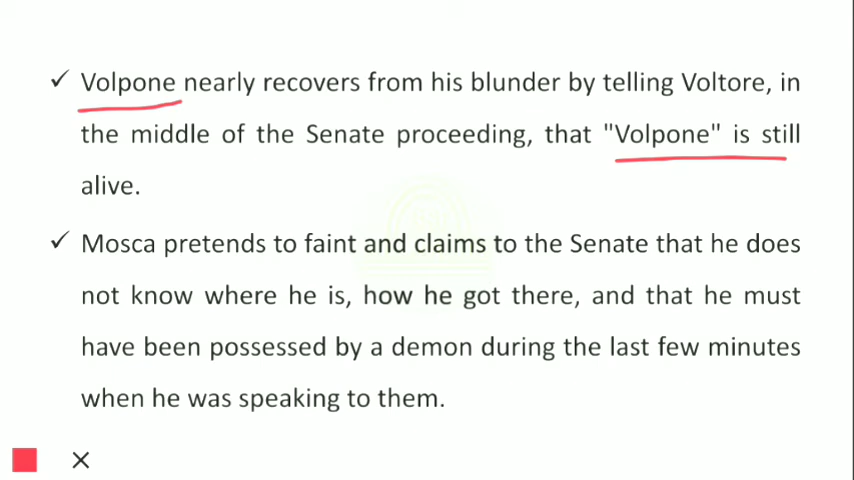 ✓ Volpone nearly recovers from his blunder by telling Voltore, in
the middle of the Senate proceeding, that "Volpone" is still
alive.
✓ Mosca pretends to faint and claims to the Senate that he does
not know where he is, how he got there, and that he must
have been possessed by a demon during the last few minutes
when he was speaking to them.